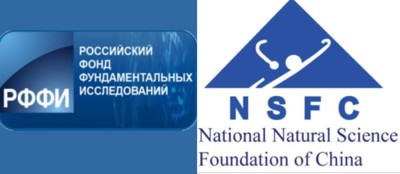 РФФИ
РОССИЙСКИЙ
ФОНД
ФУНДАМЕНТАЛЬНЫХ
ИССЛЕДОВАНИЙ
NSFC
National Natural Science
Foundation of China